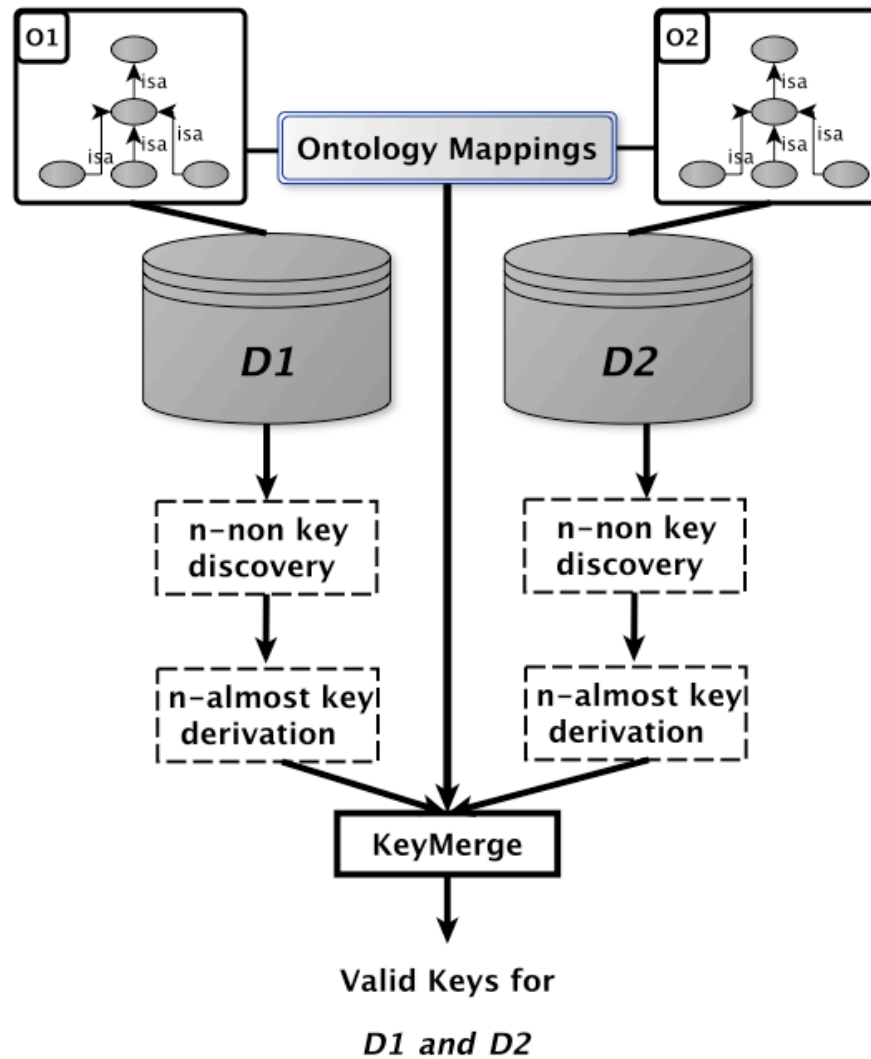 O1
isa
isa
isa
isa
Ontology Mappings
O2
isa
isa
isa
isa
D1
D2
n-non key
discovery
n-non key
discovery
n-almost key
derivation
n-almost key
derivation
KeyMerge
Valid Keys for
D1 and D2